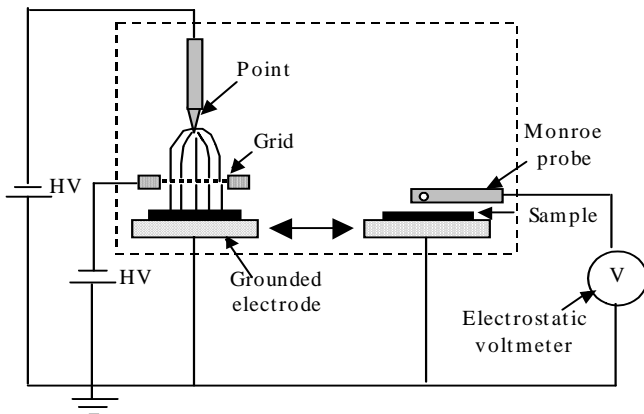 Point
Grid
Monroe
probe
HV
Sample
HV
Grounded
electrode
V
Electrostatic
voltmeter